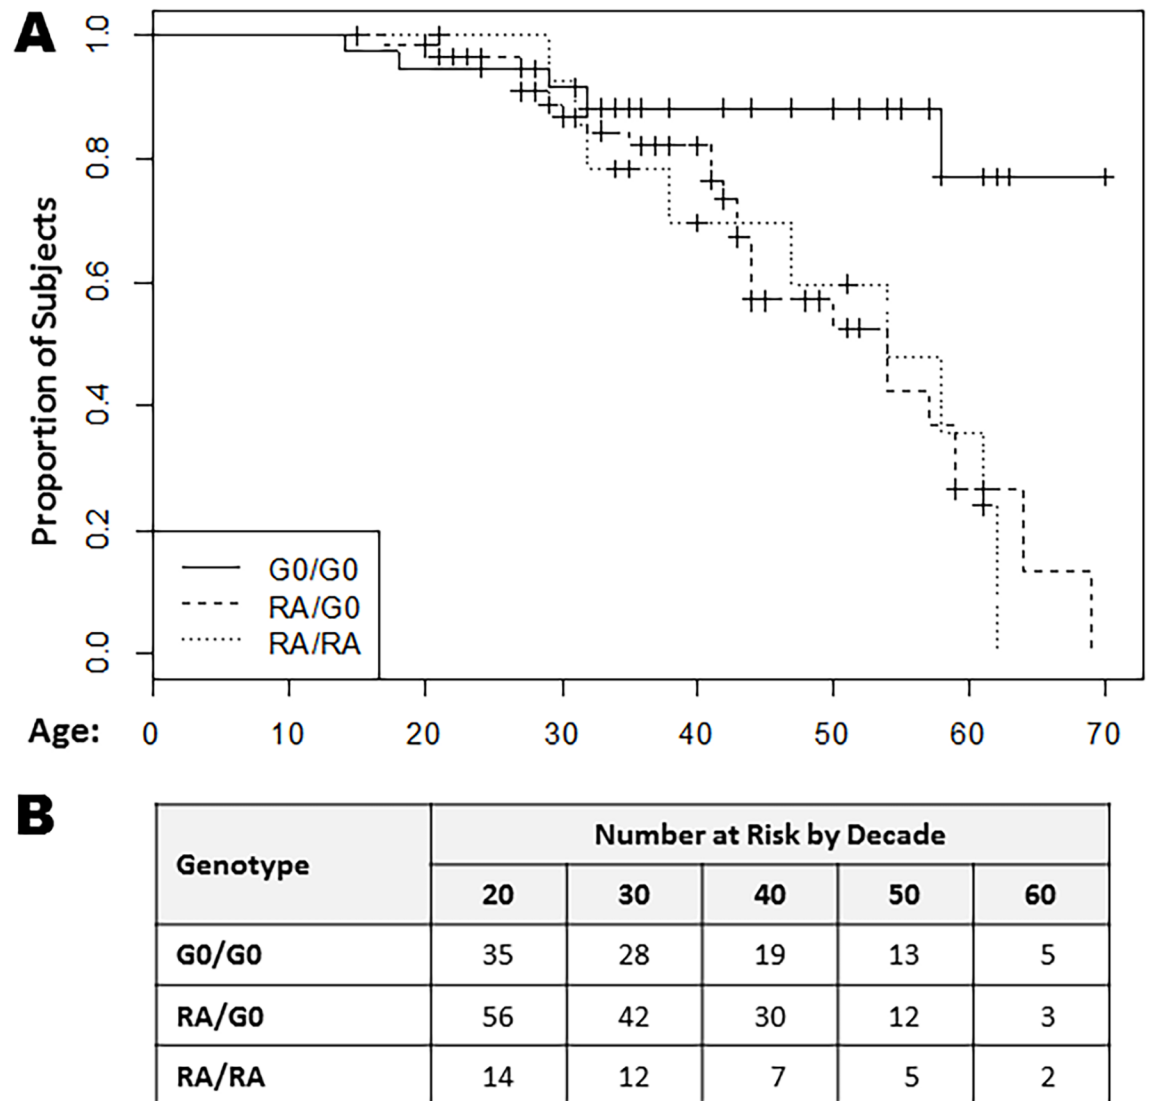 A
Proportion of Subjects
1.0
0.8
0.6
0.4
0.2
0.0
G0/G0
RA/G0
RA/RA
Age: 0 10 20 30 40 50 60 70
B
Genotype
Number at Risk by Decade
20 30 40 50 60
G0/G0 35 28 19 13 5
RA/G0 56 42 30 12 3
RA/RA 14 12 7 5 2